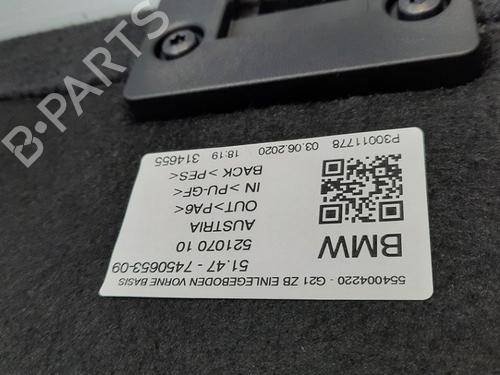 B-PARTS
554004220 - G21 ZB EINLEGEBODEN VORNE BASIS
51.47 - 7450653-09
521070 10
AUSTRIA
OUT>PA6<
IN>PU-GF<
BACK >PES<
P30011778 03.06.2020 18:19 314655
BMW